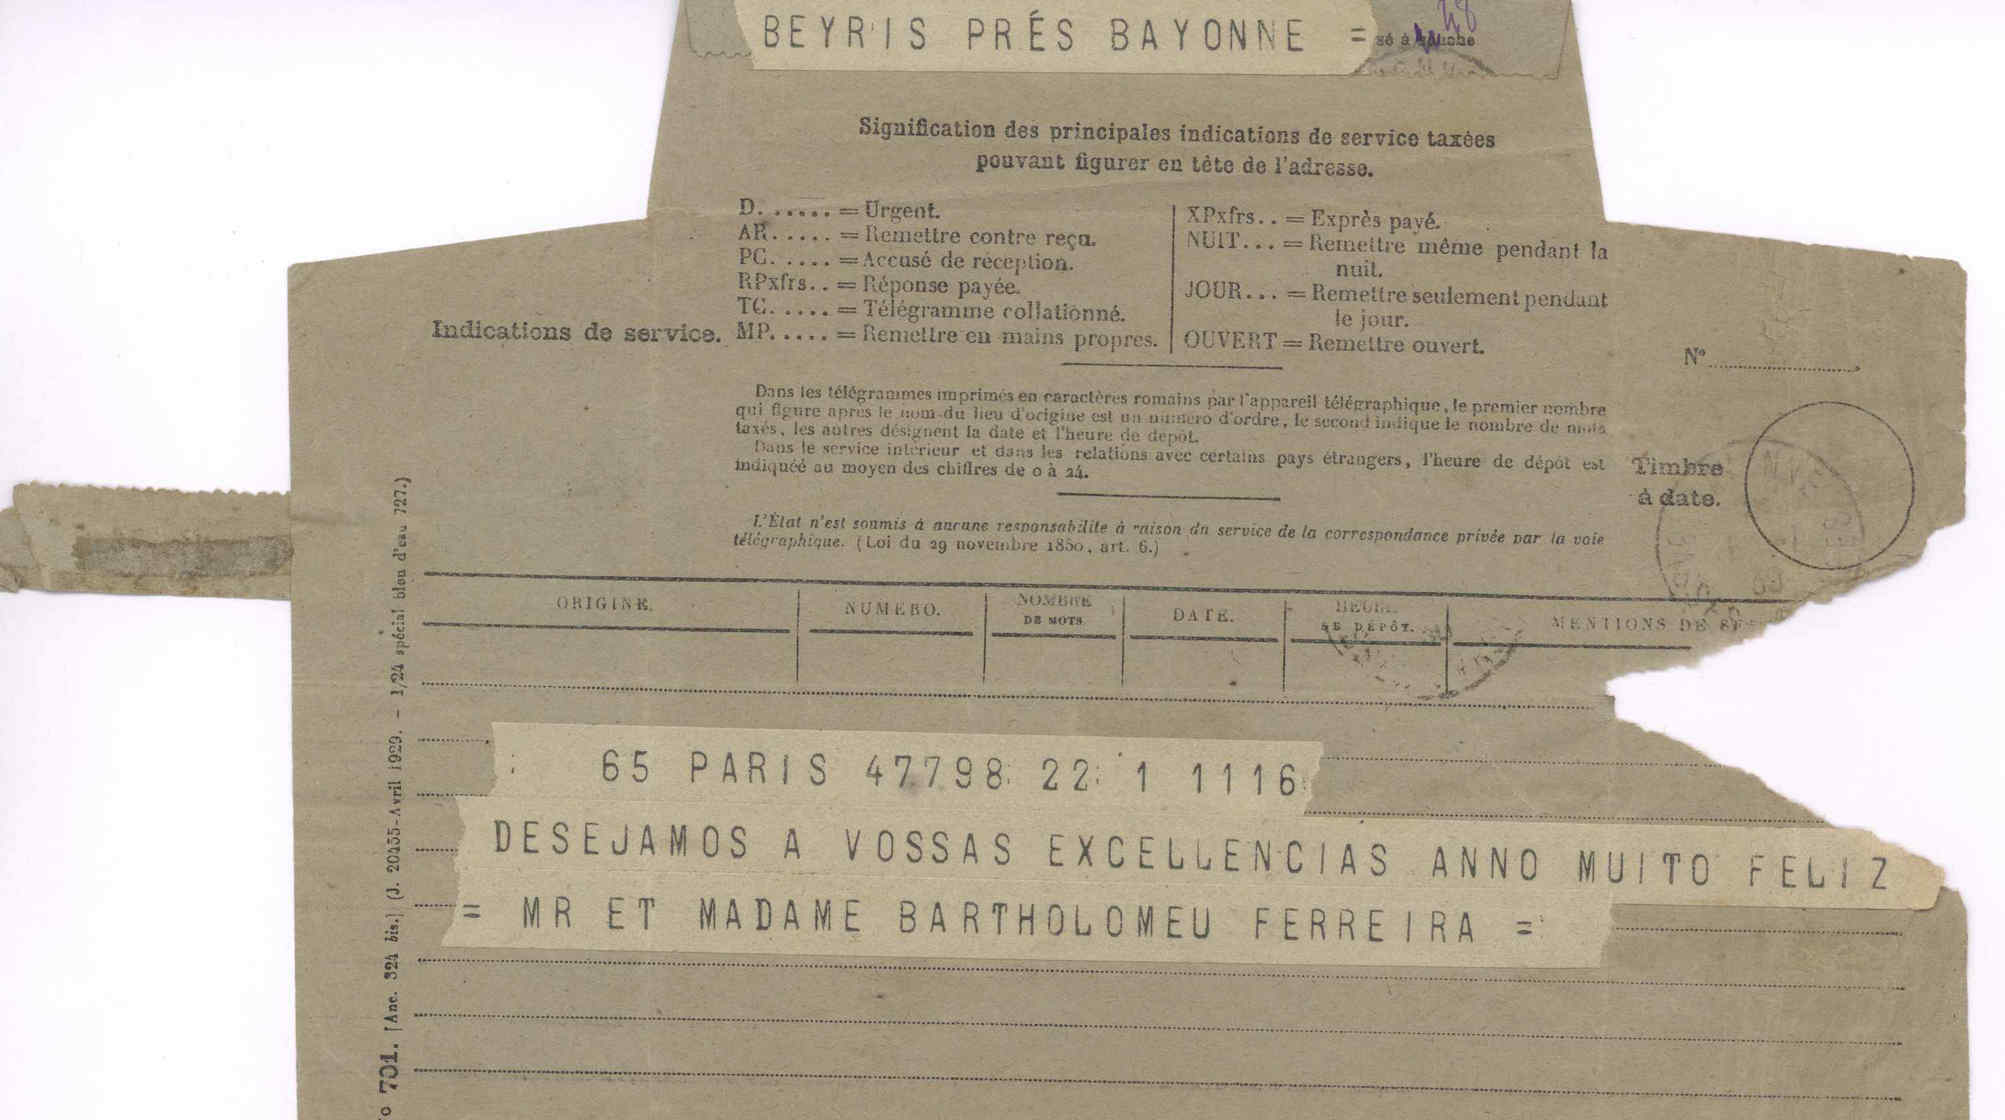 BEYRIS PRÉS BAYONNE =
sé à gauche
Signification des principales indications de service taxées
pouvant figurer en tête de l'adresse.
D. . . . . . . = Urgent.
AR. . . . . = Remettre contre reçu.
PC. . . . . = Accusé de réception.
RPxfrs. . = Réponse payée.
TC. . . . . = Télégramme collationné.
MP. . . . . = Remettre en mains propres.
XPxfrs. . = Exprès payé.
NUIT. . . = Remettre même pendant la
nuit.
JOUR. . . = Remettre seulement pendant
le jour.
OUVERT = Remettre ouvert.
Indications de service.
N°
Dans les télégrammes imprimés en caractères romains par l'appareil télégraphique, le premier nombre
qui figure après le nom du lieu d'origine est un numéro d'ordre, le second indique le nombre de mots
taxés, les autres désignent la date et l'heure de dépôt.
Dans le service intérieur et dans les relations avec certains pays étrangers, l'heure de dépôt est
indiquée au moyen des chiffres de 0 à 24.
Timbre
à date.
L'État n'est soumis à aucune responsabilité à raison du service de la correspondance privée par la voie
télégraphique. (Loi du 29 novembre 1850, art. 6.)
ORIGINE.
NUMÉRO.
NOMBRE
DE MOTS
DATE.
HEURE
DE DÉPÔT.
MENTIONS DE
65 PARIS 47798 22 1 1116
DESEJAMOS A VOSSAS EXCELLENCIAS ANNO MUITO FELIZ
= MR ET MADAME BARTHOLOMEU FERREIRA =
o 701. [Anc. 324 bis.] (J. 20455-Avril 1929. – 1/24 spécial bleu d'eau 727.)